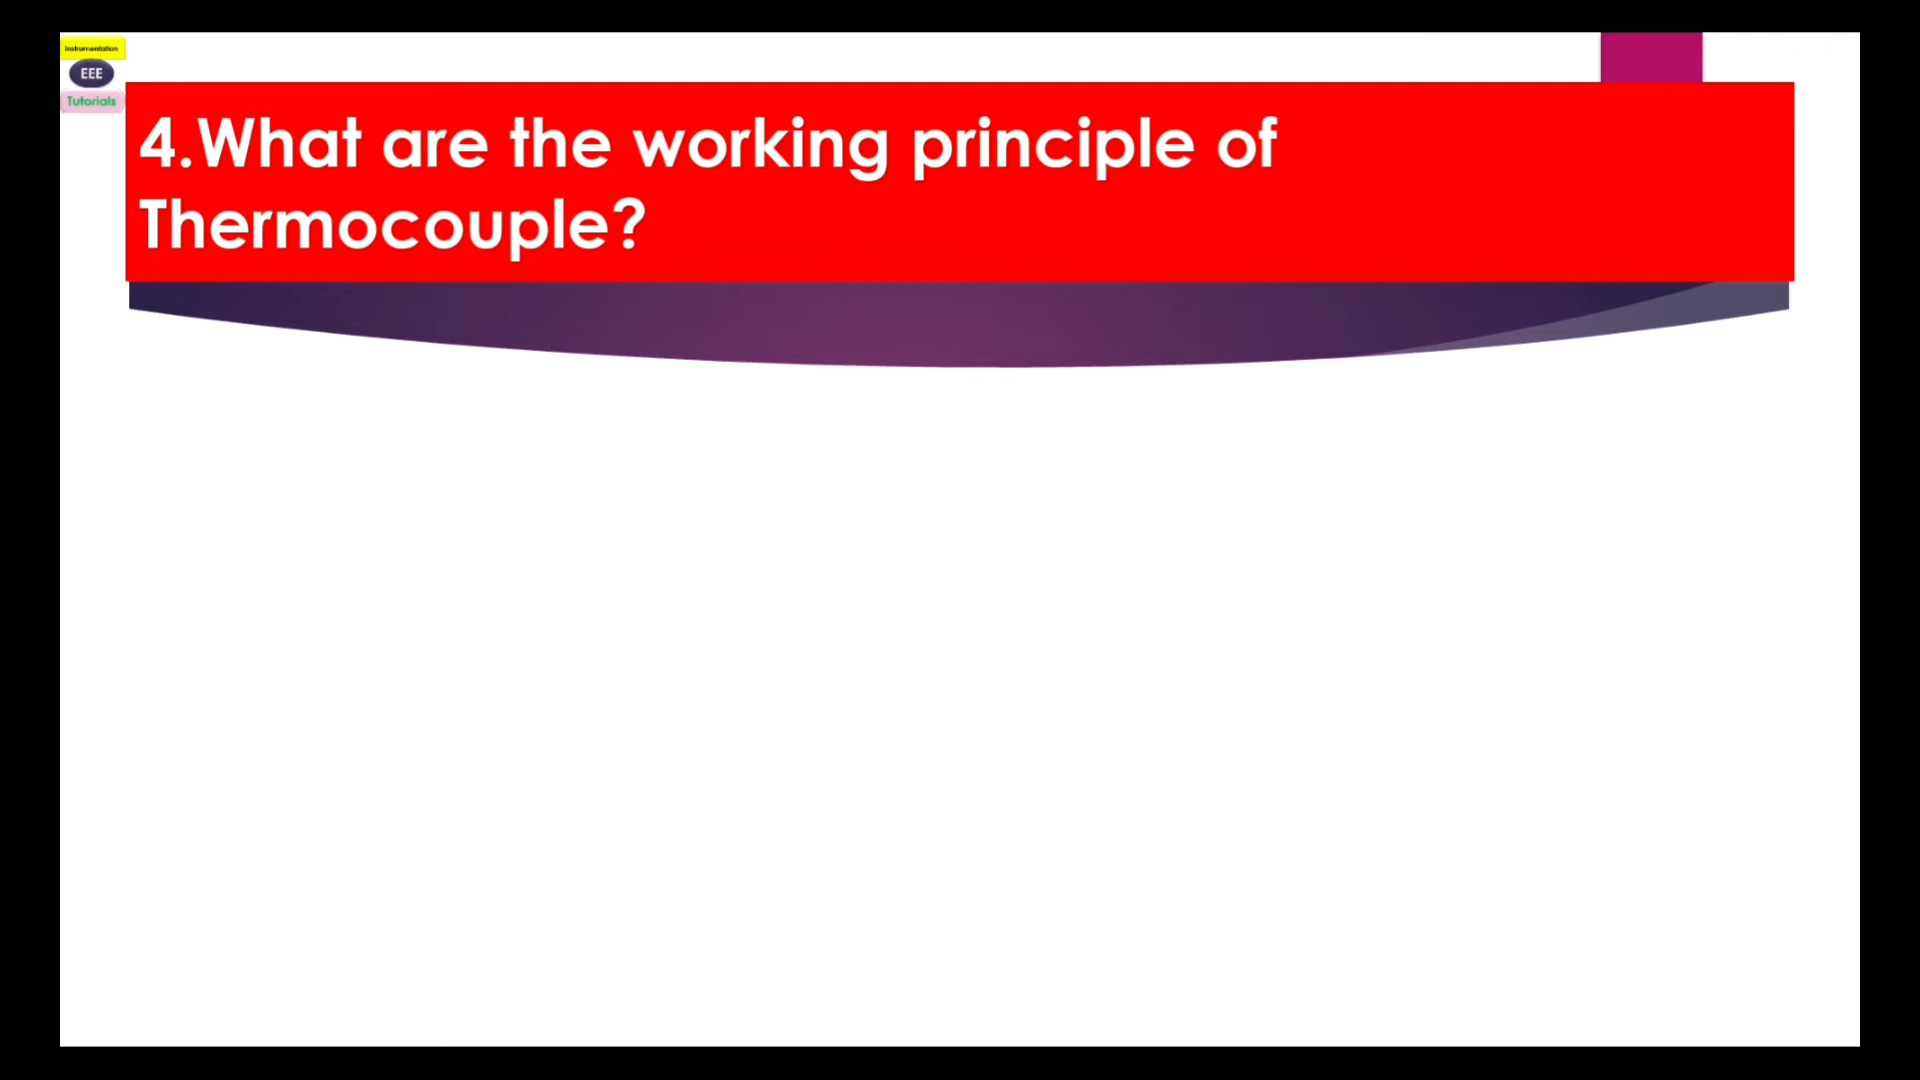 Instrumentation
EEE
Tutorials
4.What are the working principle of
Thermocouple?